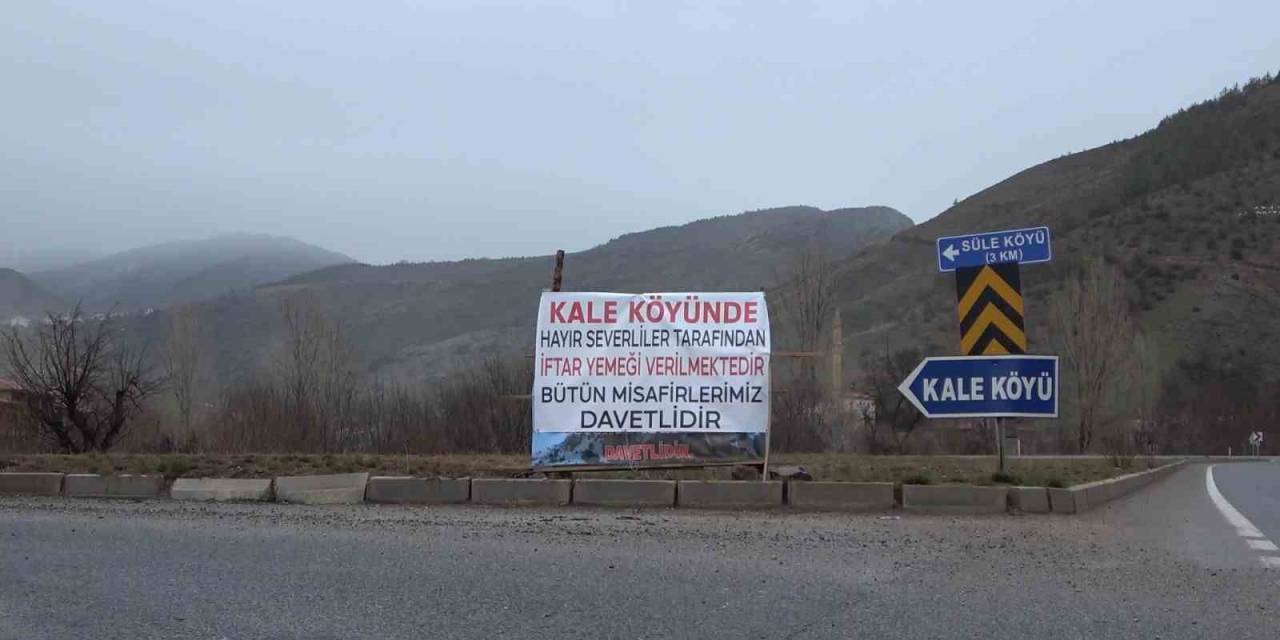 KALE KÖYÜNDE
HAYIR SEVERLİLER TARAFINDAN
İFTAR YEMEĞİ VERİLMEKTEDİR
BÜTÜN MİSAFİRLERİMİZ
DAVETLİDİR
DAVETLİDİR
SÜLE KÖYÜ
(3 KM)
KALE KÖYÜ